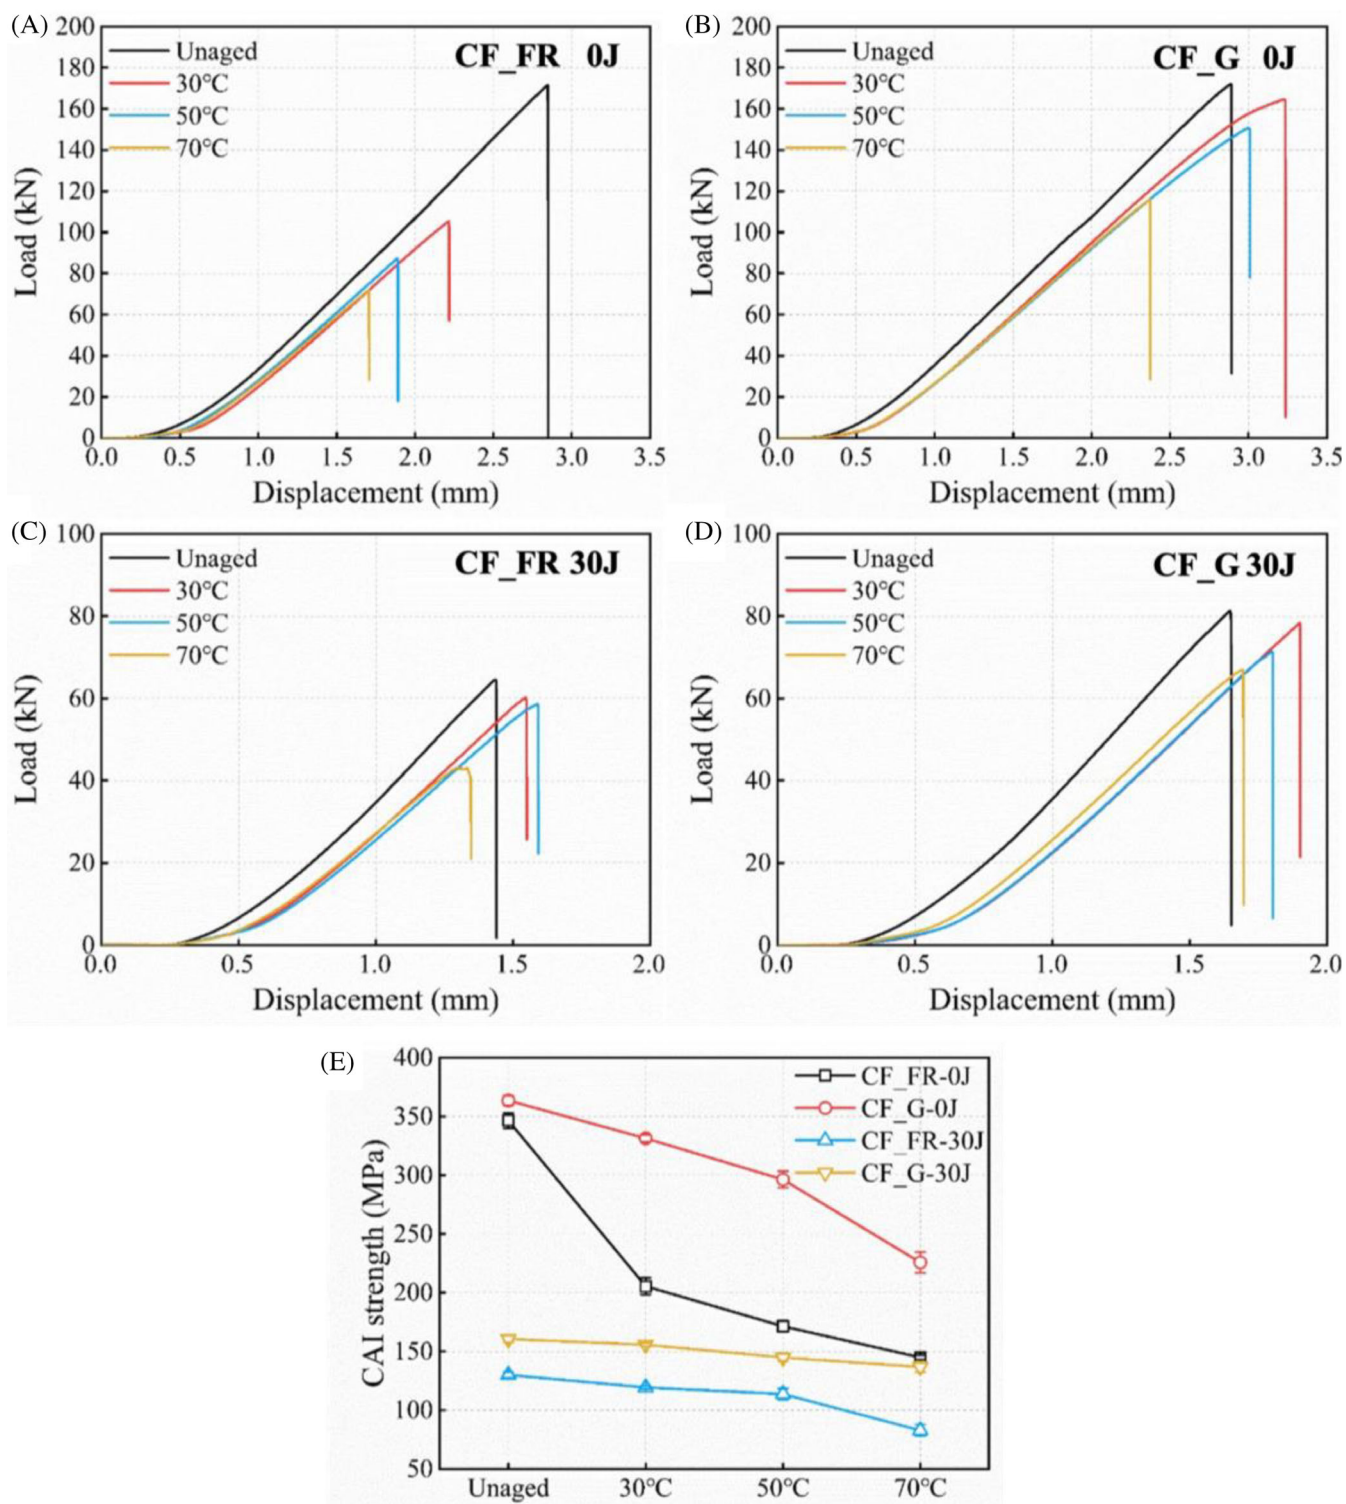 (A)
CF_FR 0J
Unaged
30°C
50°C
70°C
Load (kN)
200
180
160
140
120
100
80
60
40
20
0
0.0 0.5 1.0 1.5 2.0 2.5 3.0 3.5
Displacement (mm)
(B)
CF_G 0J
Unaged
30°C
50°C
70°C
Load (kN)
200
180
160
140
120
100
80
60
40
20
0
0.0 0.5 1.0 1.5 2.0 2.5 3.0 3.5
Displacement (mm)
(C)
CF_FR 30J
Unaged
30°C
50°C
70°C
Load (kN)
100
80
60
40
20
0
0.0 0.5 1.0 1.5 2.0
Displacement (mm)
(D)
CF_G 30J
Unaged
30°C
50°C
70°C
Load (kN)
100
80
60
40
20
0
0.0 0.5 1.0 1.5 2.0
Displacement (mm)
(E)
CF_FR-0J
CF_G-0J
CF_FR-30J
CF_G-30J
CAI strength (MPa)
400
350
300
250
200
150
100
50
Unaged 30°C 50°C 70°C